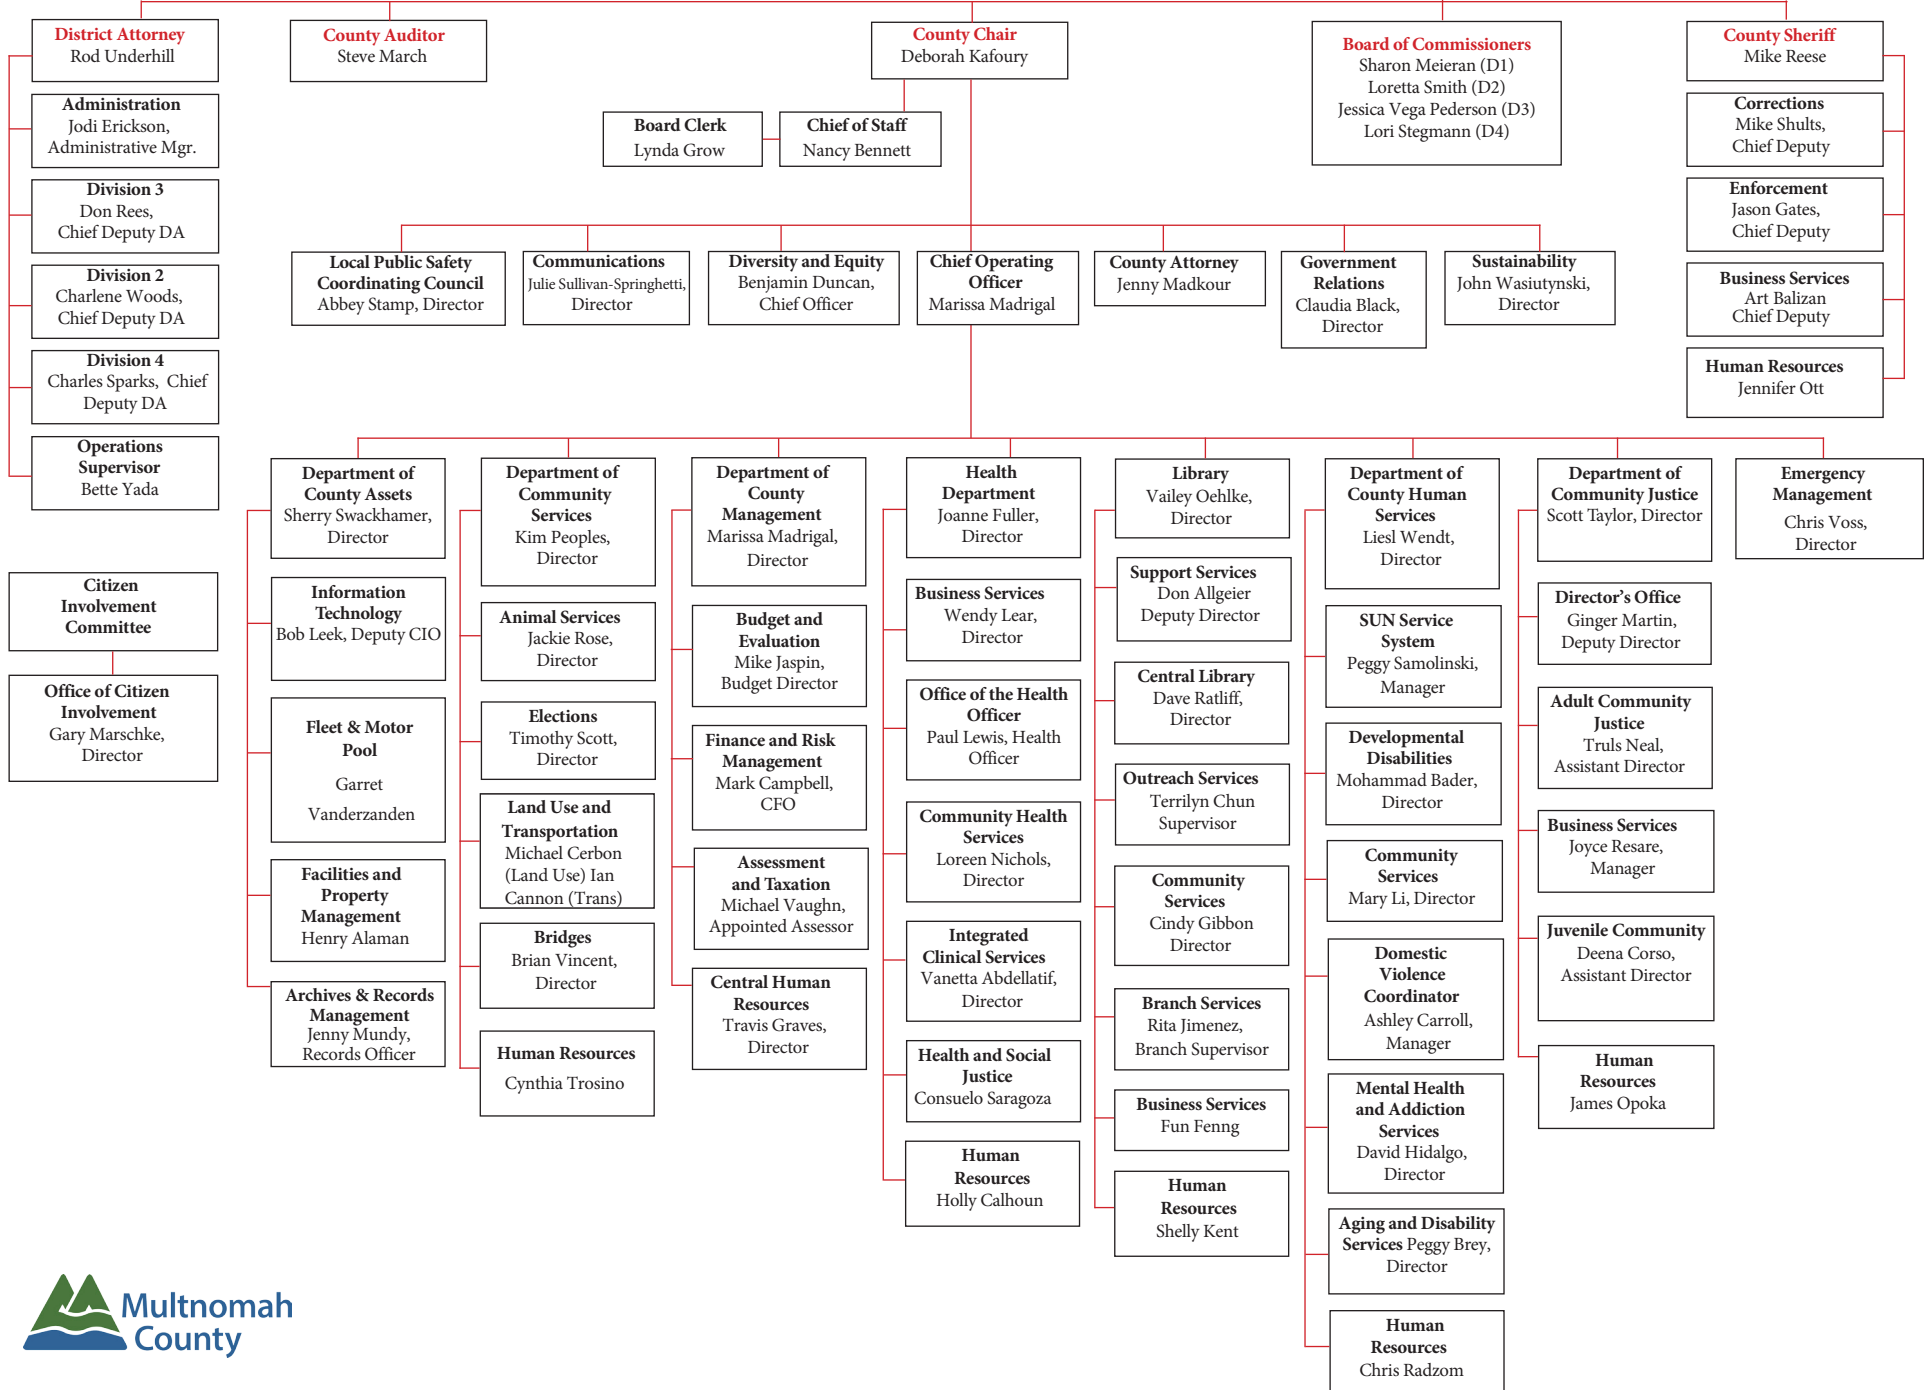 District Attorney
Rod Underhill
County Auditor
Steve March
County Chair
Deborah Kafoury
Board of Commissioners
Sharon Meieran (D1)
Loretta Smith (D2)
Jessica Vega Pederson (D3)
Lori Stegmann (D4)
County Sheriff
Mike Reese
Administration
Jodi Erickson,
Administrative Mgr.
Division 3
Don Rees,
Chief Deputy DA
Division 2
Charlene Woods,
Chief Deputy DA
Division 4
Charles Sparks, Chief
Deputy DA
Operations
Supervisor
Bette Yada
Board Clerk
Lynda Grow
Chief of Staff
Nancy Bennett
Corrections
Mike Shults,
Chief Deputy
Enforcement
Jason Gates,
Chief Deputy
Business Services
Art Balizan
Chief Deputy
Human Resources
Jennifer Ott
Local Public Safety
Coordinating Council
Abbey Stamp, Director
Communications
Julie Sullivan-Springhetti,
Director
Diversity and Equity
Benjamin Duncan,
Chief Officer
Chief Operating
Officer
Marissa Madrigal
County Attorney
Jenny Madkour
Government
Relations
Claudia Black,
Director
Sustainability
John Wasiutynski,
Director
Citizen
Involvement
Committee
Office of Citizen
Involvement
Gary Marschke,
Director
Department of
County Assets
Sherry Swackhamer,
Director
Information
Technology
Bob Leek, Deputy CIO
Fleet & Motor
Pool
Garret
Vanderzanden
Facilities and
Property
Management
Henry Alaman
Archives & Records
Management
Jenny Mundy,
Records Officer
Department of
Community
Services
Kim Peoples,
Director
Animal Services
Jackie Rose,
Director
Elections
Timothy Scott,
Director
Land Use and
Transportation
Michael Cerbon
(Land Use) Ian
Cannon (Trans)
Bridges
Brian Vincent,
Director
Human Resources
Cynthia Trosino
Department of
County
Management
Marissa Madrigal,
Director
Budget and
Evaluation
Mike Jaspin,
Budget Director
Finance and Risk
Management
Mark Campbell,
CFO
Assessment
and Taxation
Michael Vaughn,
Appointed Assessor
Central Human
Resources
Travis Graves,
Director
Health
Department
Joanne Fuller,
Director
Business Services
Wendy Lear,
Director
Office of the Health
Officer
Paul Lewis, Health
Officer
Community Health
Services
Loreen Nichols,
Director
Integrated
Clinical Services
Vanetta Abdellatif,
Director
Health and Social
Justice
Consuelo Saragoza
Human
Resources
Holly Calhoun
Library
Vailey Oehlke,
Director
Support Services
Don Allgeier
Deputy Director
Central Library
Dave Ratliff,
Director
Outreach Services
Terrilyn Chun
Supervisor
Community
Services
Cindy Gibbon
Director
Branch Services
Rita Jimenez,
Branch Supervisor
Business Services
Fun Fenng
Human
Resources
Shelly Kent
Department of
County Human
Services
Liesl Wendt,
Director
SUN Service
System
Peggy Samolinski,
Manager
Developmental
Disabilities
Mohammad Bader,
Director
Community
Services
Mary Li, Director
Domestic
Violence
Coordinator
Ashley Carroll,
Manager
Mental Health
and Addiction
Services
David Hidalgo,
Director
Aging and Disability
Services Peggy Brey,
Director
Human
Resources
Chris Radzom
Department of
Community Justice
Scott Taylor, Director
Director's Office
Ginger Martin,
Deputy Director
Adult Community
Justice
Truls Neal,
Assistant Director
Business Services
Joyce Resare,
Manager
Juvenile Community
Deena Corso,
Assistant Director
Human
Resources
James Opoka
Emergency
Management
Chris Voss,
Director
Multnomah
County